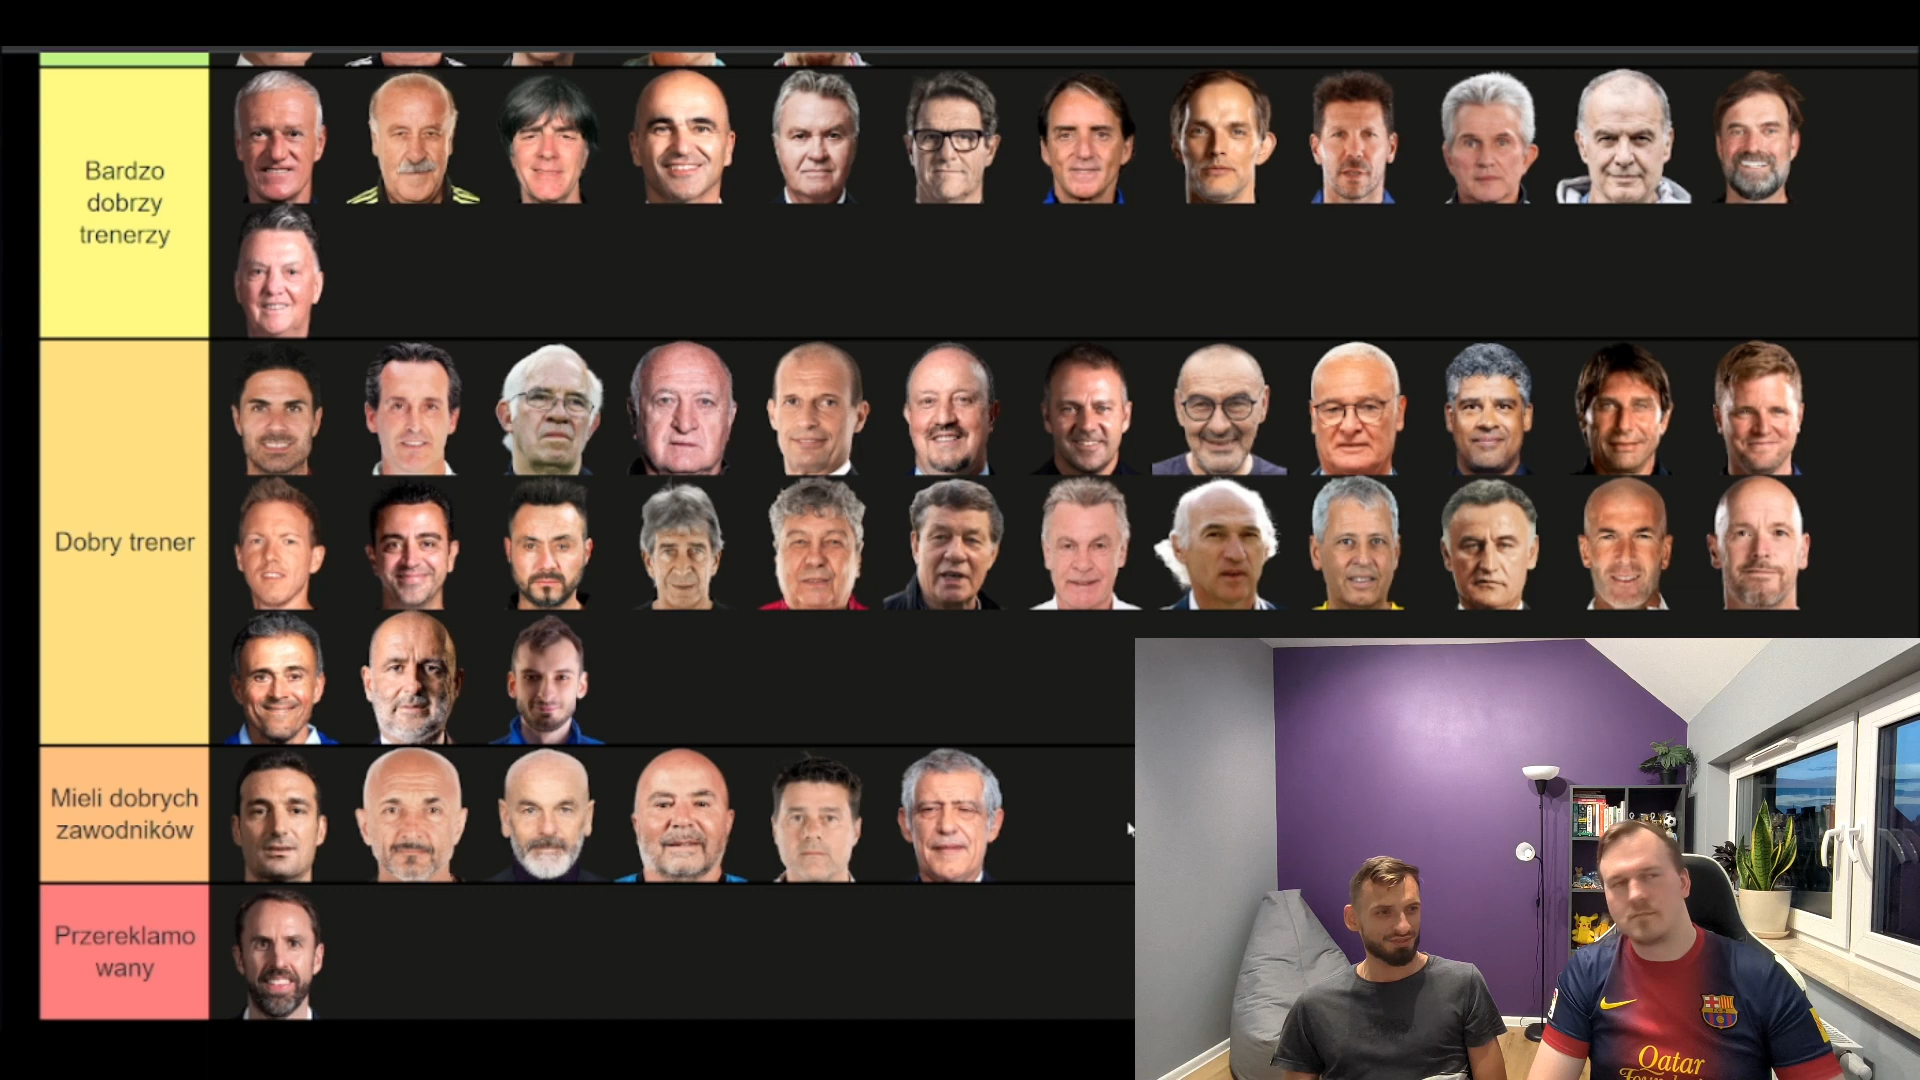 Bardzo
dobrzy
trenerzy
Dobry trener
Mieli dobrych
zawodników
Przereklamo
wany
Qatar